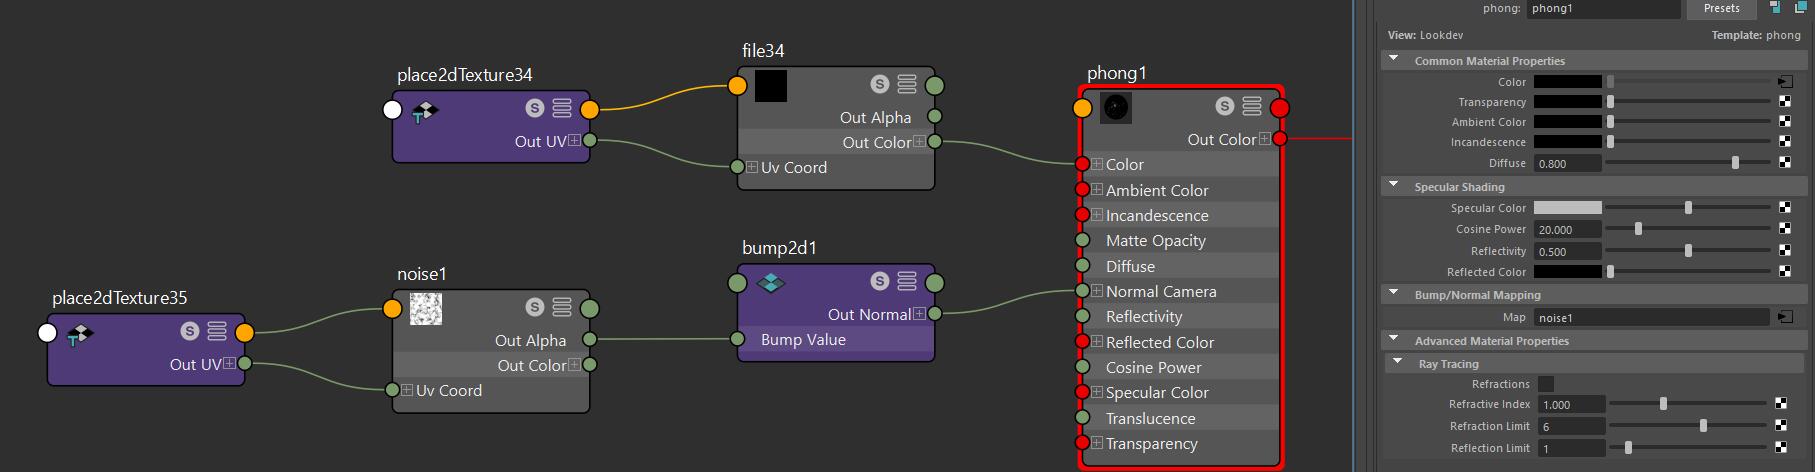 place2dTexture34
S
Out UV
file34
S
Out Alpha
Out Color
Uv Coord
place2dTexture35
S
Out UV
noise1
S
Out Alpha
Out Color
Uv Coord
bump2d1
S
Out Normal
Bump Value
phong1
S
Out Color
Color
Ambient Color
Incandescence
Matte Opacity
Diffuse
Normal Camera
Reflectivity
Reflected Color
Cosine Power
Specular Color
Translucence
Transparency
phong: phong1 Presets
View: Lookdev Template: phong
Common Material Properties
Color
Transparency
Ambient Color
Incandescence
Diffuse 0.800
Specular Shading
Specular Color
Cosine Power 20.000
Reflectivity 0.500
Reflected Color
Bump/Normal Mapping
Map noise1
Advanced Material Properties
Ray Tracing
Refractions
Refractive Index 1.000
Refraction Limit 6
Reflection Limit 1